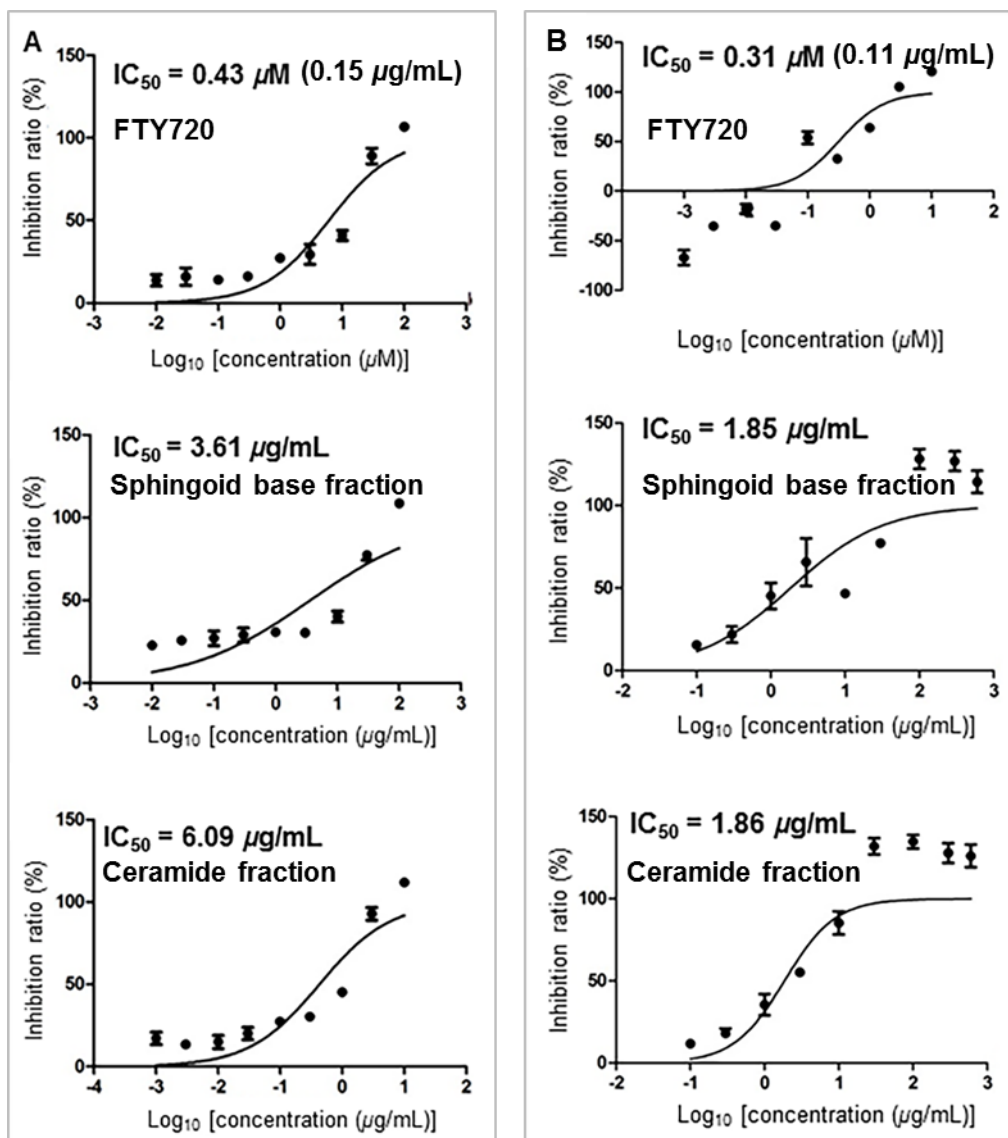 A
150
100
50
0
IC50 = 0.43 µM (0.15 µg/mL)
FTY720
Inhibition ratio (%)
-3 -2 -1 0 1 2 3
Log10 [concentration (µM)]
150
100
50
0
IC50 = 3.61 µg/mL
Sphingoid base fraction
Inhibition ratio (%)
-3 -2 -1 0 1 2 3
Log10 [concentration (µg/mL)]
150
100
50
0
IC50 = 6.09 µg/mL
Ceramide fraction
Inhibition ratio (%)
-4 -3 -2 -1 0 1 2
Log10 [concentration (µg/mL)]
B
150
100
50
0
-50
-100
IC50 = 0.31 µM (0.11 µg/mL)
FTY720
Inhibition ratio (%)
-3 -2 -1 0 1 2
Log10 [concentration (µM)]
150
100
50
0
IC50 = 1.85 µg/mL
Sphingoid base fraction
Inhibition ratio (%)
-2 -1 0 1 2 3
Log10 [concentration (µg/mL)]
150
100
50
0
IC50 = 1.86 µg/mL
Ceramide fraction
Inhibition ratio (%)
-2 -1 0 1 2 3
Log10 [concentration (µg/mL)]